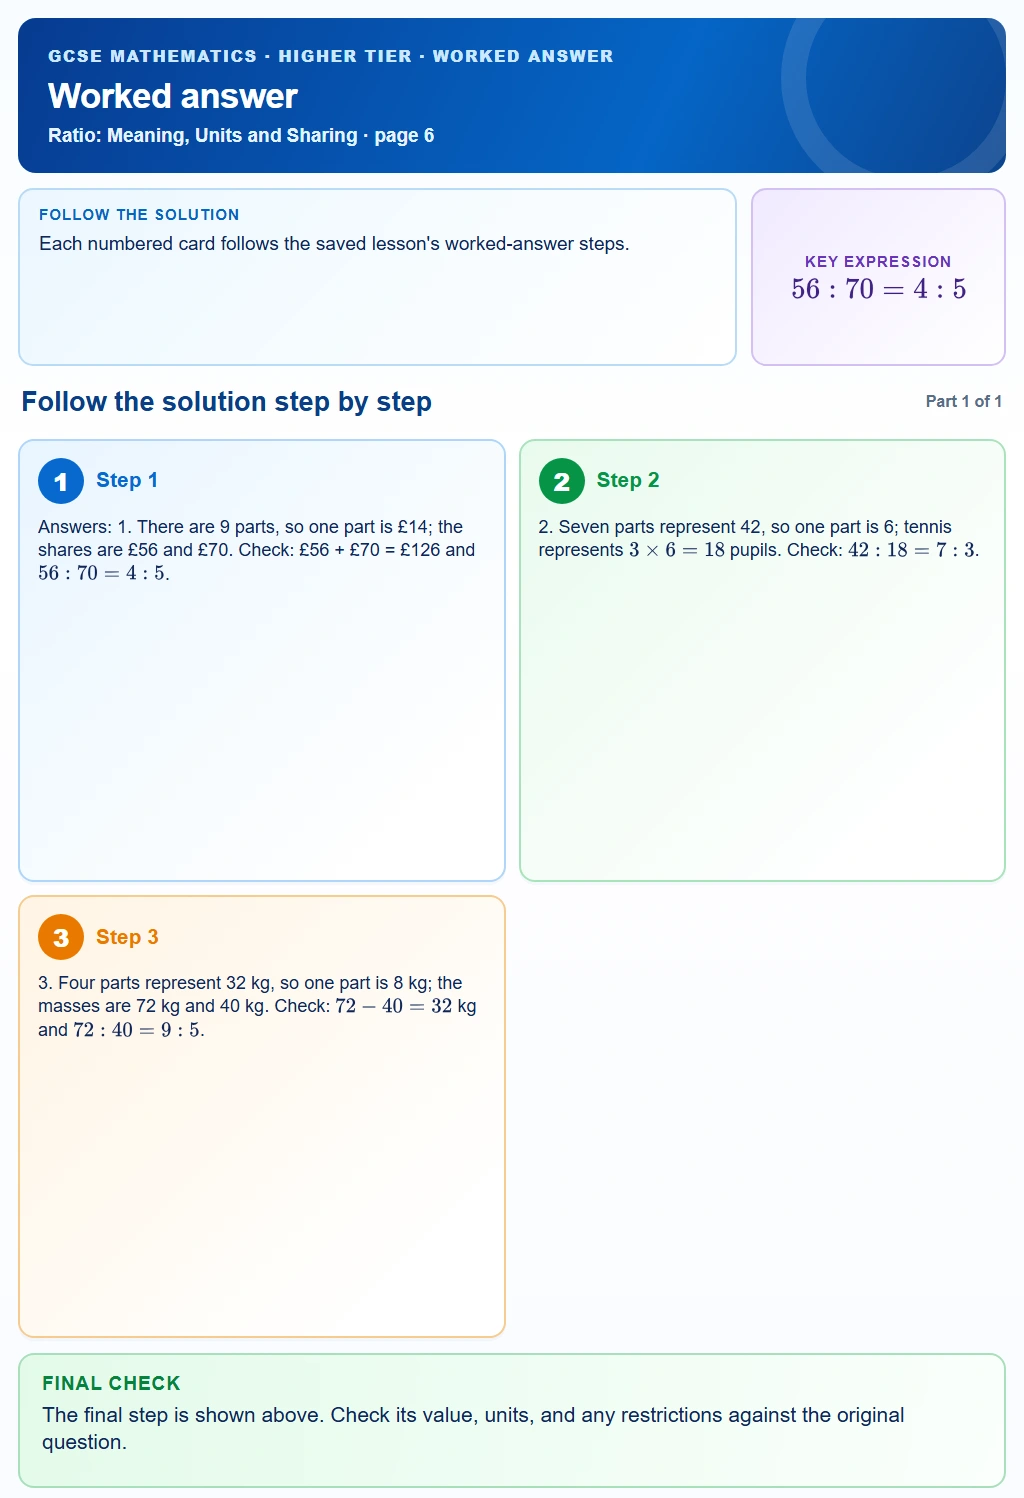 GCSE MATHEMATICS · HIGHER TIER · WORKED ANSWER
Worked answer
Ratio: Meaning, Units and Sharing · page 6
FOLLOW THE SOLUTION
Each numbered card follows the saved lesson's worked-answer steps.
KEY EXPRESSION
56 : 70 = 4 : 5
Follow the solution step by step
Part 1 of 1
1 Step 1
Answers: 1. There are 9 parts, so one part is £14; the
shares are £56 and £70. Check: £56 + £70 = £126 and
56 : 70 = 4 : 5.
2 Step 2
2. Seven parts represent 42, so one part is 6; tennis
represents 3 × 6 = 18 pupils. Check: 42 : 18 = 7 : 3.
3 Step 3
3. Four parts represent 32 kg, so one part is 8 kg; the
masses are 72 kg and 40 kg. Check: 72 − 40 = 32 kg
and 72 : 40 = 9 : 5.
FINAL CHECK
The final step is shown above. Check its value, units, and any restrictions against the original
question.